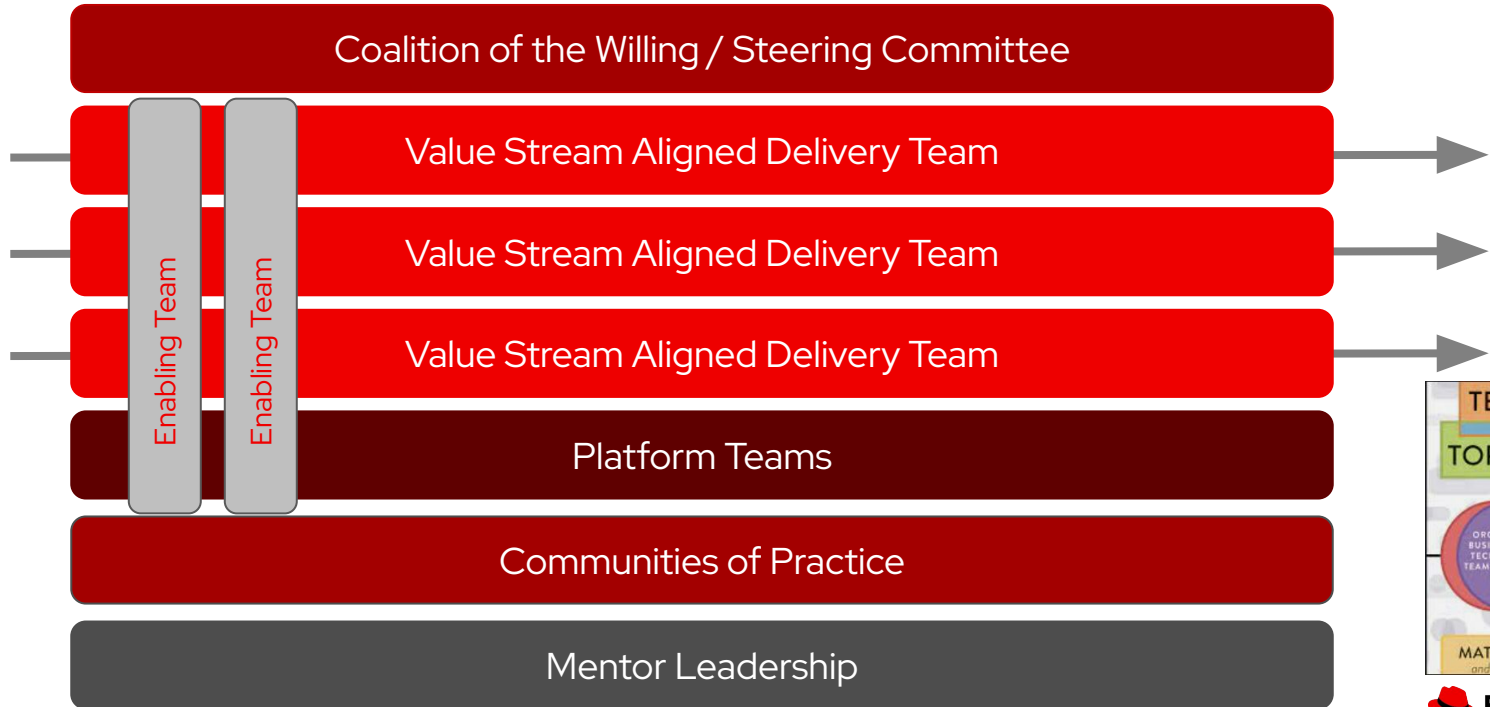 Coalition of the Willing / Steering Committee
Value Stream Aligned Delivery Team
Value Stream Aligned Delivery Team
Value Stream Aligned Delivery Team
Enabling Team
Enabling Team
Platform Teams
Communities of Practice
Mentor Leadership